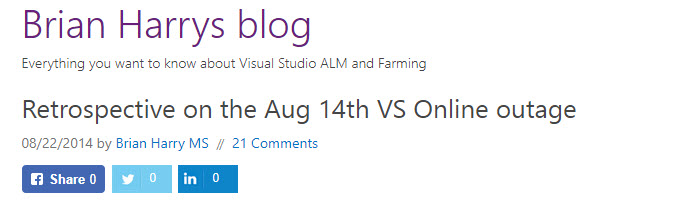 Brian Harrys blog
Everything you want to know about Visual Studio ALM and Farming
Retrospective on the Aug 14th VS Online outage
08/22/2014 by Brian Harry MS // 21 Comments
Share 0 0 in 0